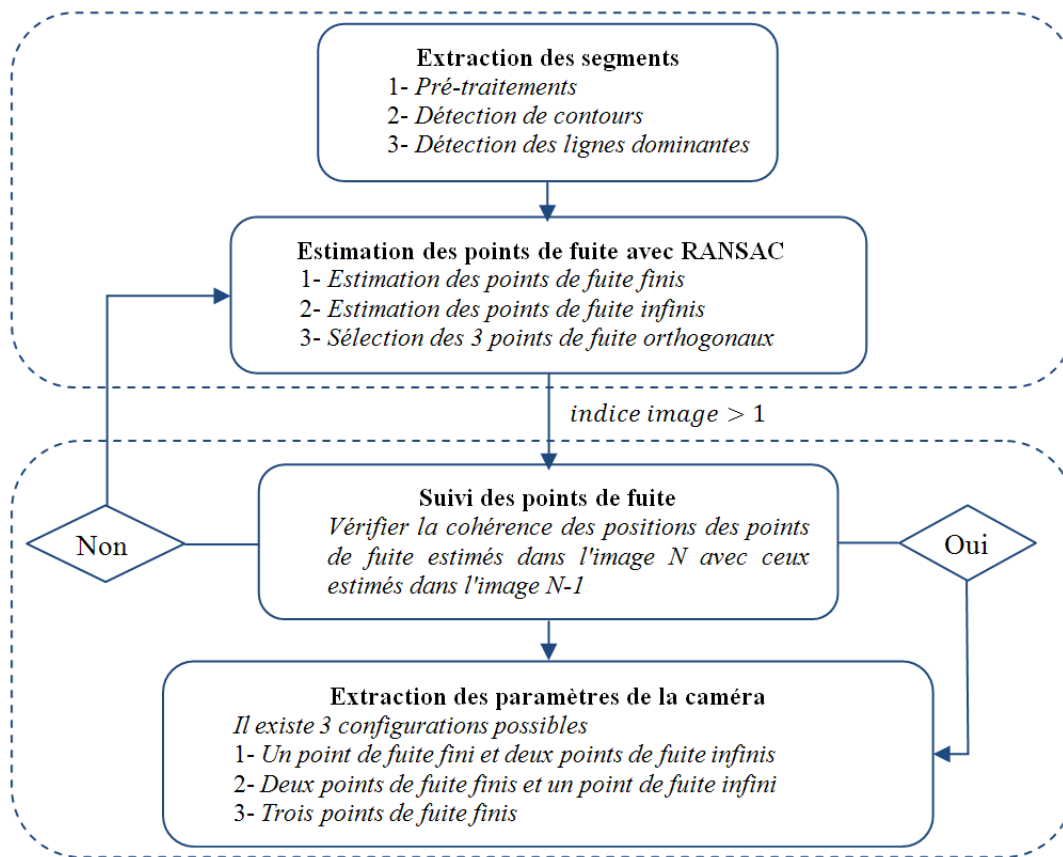 Extraction des segments
1- Pré-traitements
2- Détection de contours
3- Détection des lignes dominantes
Estimation des points de fuite avec RANSAC
1- Estimation des points de fuite finis
2- Estimation des points de fuite infinis
3- Sélection des 3 points de fuite orthogonaux
indice image > 1
Suivi des points de fuite
Vérifier la cohérence des positions des points
de fuite estimés dans l'image N avec ceux
estimés dans l'image N-1
Non
Oui
Extraction des paramètres de la caméra
Il existe 3 configurations possibles
1- Un point de fuite fini et deux points de fuite infinis
2- Deux points de fuite finis et un point de fuite infini
3- Trois points de fuite finis